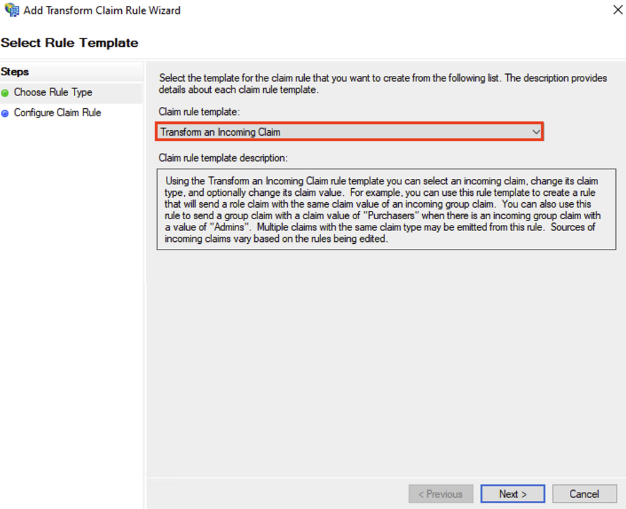 Add Transform Claim Rule Wizard
Select Rule Template
Steps
Choose Rule Type
Configure Claim Rule
Select the template for the claim rule that you want to create from the following list. The description provides
details about each claim rule template.
Claim rule template:
Transform an Incoming Claim
Claim rule template description:
Using the Transform an Incoming Claim rule template you can select an incoming claim, change its claim
type, and optionally change its claim value. For example, you can use this rule template to create a rule
that will send a role claim with the same claim value of an incoming group claim. You can also use this
rule to send a group claim with a claim value of "Purchasers" when there is an incoming group claim with
a value of "Admins". Multiple claims with the same claim type may be emitted from this rule. Sources of
incoming claims vary based on the rules being edited.
< Previous
Next >
Cancel